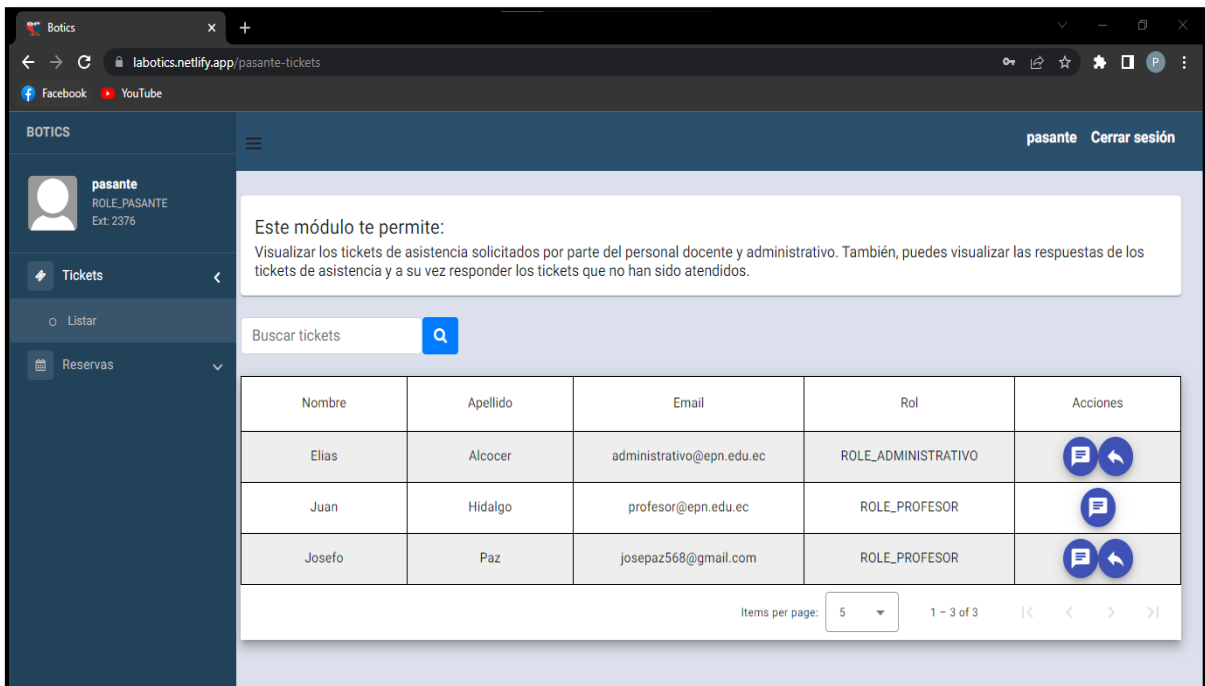 Botics
labotics.netlify.app/pasante-tickets
P
Facebook YouTube
BOTICS
pasante Cerrar sesión
pasante
ROLE_PASANTE
Ext: 2376
Tickets
Listar
Reservas
Este módulo te permite:
Visualizar los tickets de asistencia solicitados por parte del personal docente y administrativo. También, puedes visualizar las respuestas de los
tickets de asistencia y a su vez responder los tickets que no han sido atendidos.
Buscar tickets
Nombre Apellido Email Rol Acciones
Elias Alcocer administrativo@epn.edu.ec ROLE_ADMINISTRATIVO
Juan Hidalgo profesor@epn.edu.ec ROLE_PROFESOR
Josefo Paz josepaz568@gmail.com ROLE_PROFESOR
Items per page: 5 1 – 3 of 3